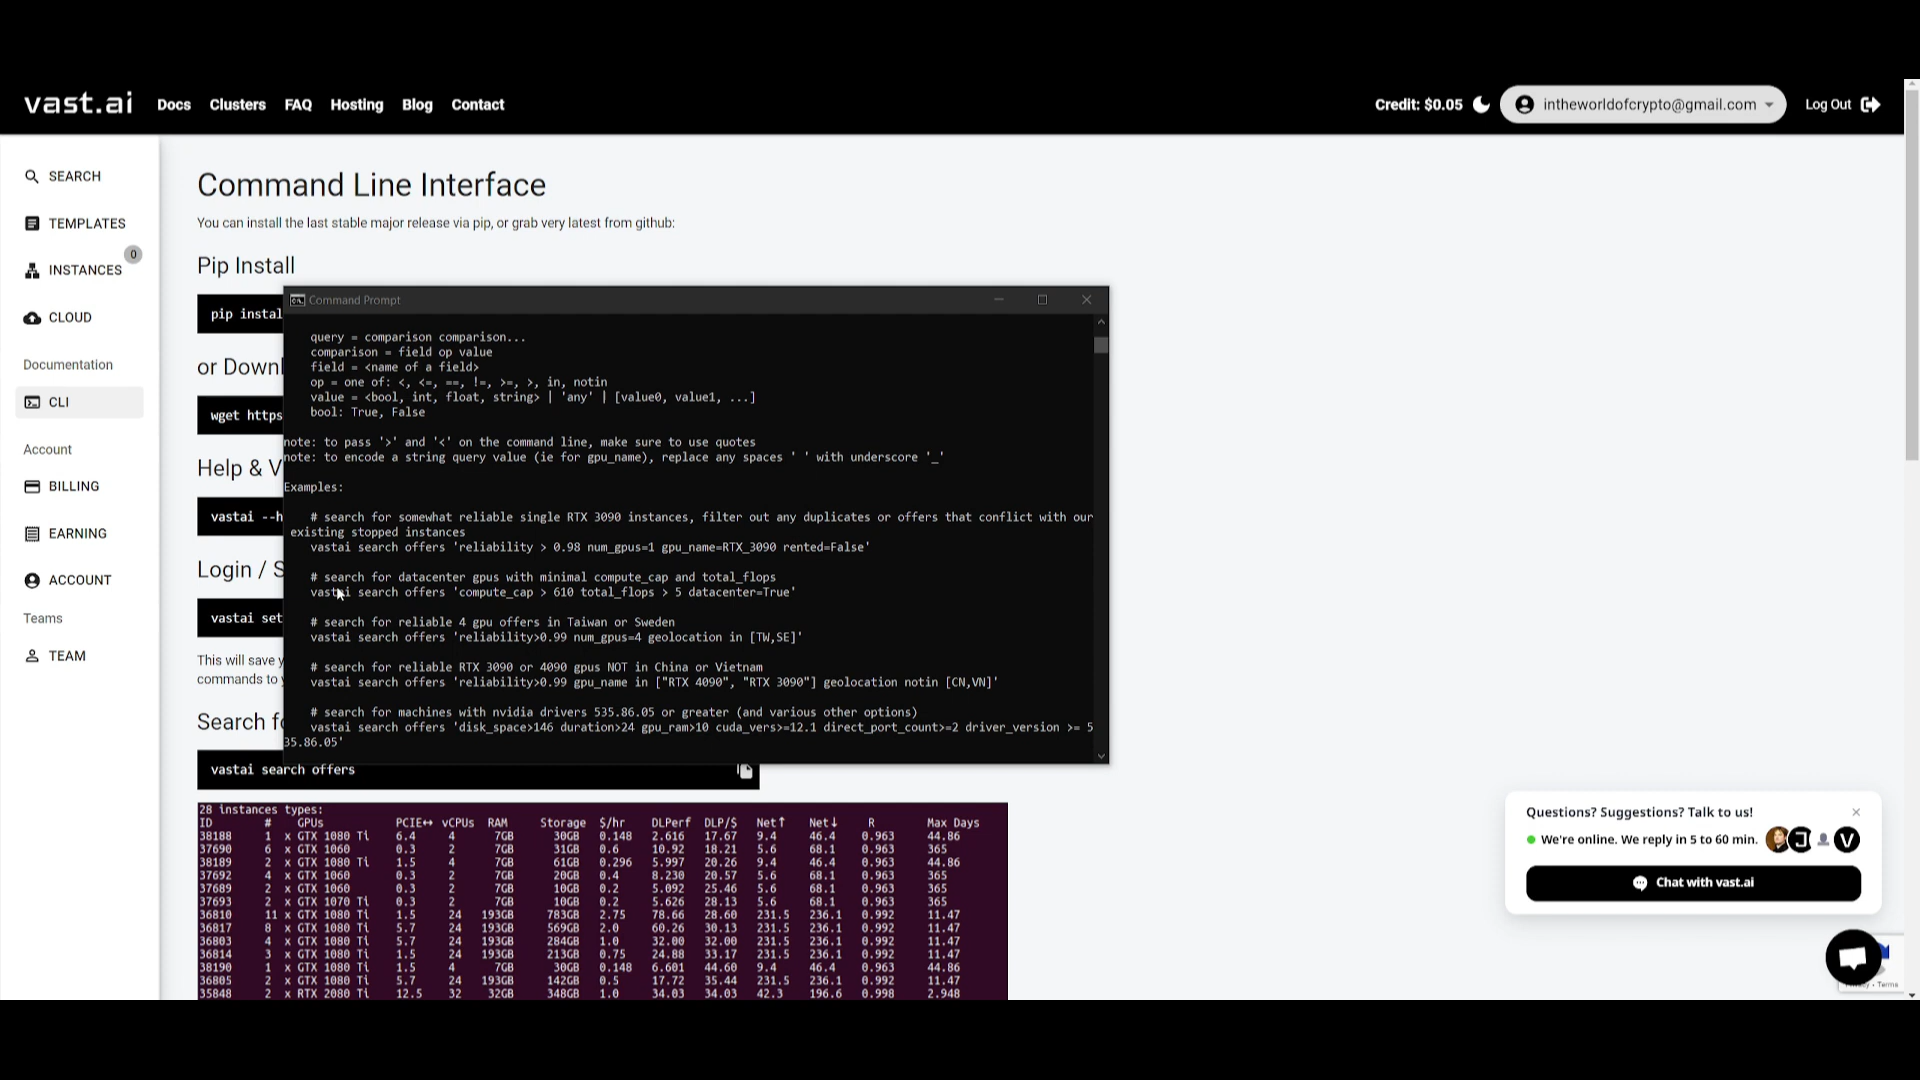 vast.ai Docs Clusters FAQ Hosting Blog Contact Credit: $0.05 intheworldofcrypto@gmail.com Log Out
SEARCH
TEMPLATES
0
INSTANCES
CLOUD
Documentation
CLI
Account
BILLING
EARNING
ACCOUNT
Teams
TEAM
Command Line Interface
You can install the last stable major release via pip, or grab very latest from github:
Pip Install
pip instal
or Down
wget https
Help & V
vastai --h
Login / S
vastai set
This will save y
commands to y
Search fo
vastai search offers
Command Prompt
query = comparison comparison...
comparison = field op value
field = <name of a field>
op = one of: <, <=, ==, !=, >=, >, in, notin
value = <bool, int, float, string> | 'any' | [value0, value1, ...]
bool: True, False
note: to pass '>' and '<' on the command line, make sure to use quotes
note: to encode a string query value (ie for gpu_name), replace any spaces ' ' with underscore '_'
Examples:
# search for somewhat reliable single RTX 3090 instances, filter out any duplicates or offers that conflict with our
existing stopped instances
vastai search offers 'reliability > 0.98 num_gpus=1 gpu_name=RTX_3090 rented=False'
# search for datacenter gpus with minimal compute_cap and total_flops
vastai search offers 'compute_cap > 610 total_flops > 5 datacenter=True'
# search for reliable 4 gpu offers in Taiwan or Sweden
vastai search offers 'reliability>0.99 num_gpus=4 geolocation in [TW,SE]'
# search for reliable RTX 3090 or 4090 gpus NOT in China or Vietnam
vastai search offers 'reliability>0.99 gpu_name in ["RTX 4090", "RTX 3090"] geolocation notin [CN,VN]'
# search for machines with nvidia drivers 535.86.05 or greater (and various other options)
vastai search offers 'disk_space>146 duration>24 gpu_ram>10 cuda_vers>=12.1 direct_port_count>=2 driver_version >= 5
35.86.05'
28 instances types:
ID # GPUs PCIE↔ vCPUs RAM Storage $/hr DLPerf DLP/$ Net↑ Net↓ R Max Days
38188 1 x GTX 1080 Ti 6.4 4 7GB 30GB 0.148 2.616 17.67 9.4 46.4 0.963 44.86
37690 6 x GTX 1060 0.3 2 7GB 31GB 0.6 10.92 18.21 5.6 68.1 0.963 365
38189 2 x GTX 1080 Ti 1.5 4 7GB 61GB 0.296 5.997 20.26 9.4 46.4 0.963 44.86
37692 4 x GTX 1060 0.3 2 7GB 20GB 0.4 8.230 20.57 5.6 68.1 0.963 365
37689 2 x GTX 1060 0.3 2 7GB 10GB 0.2 5.092 25.46 5.6 68.1 0.963 365
37693 2 x GTX 1070 Ti 0.3 2 7GB 10GB 0.2 5.626 28.13 5.6 68.1 0.963 365
36810 11 x GTX 1080 Ti 1.5 24 193GB 783GB 2.75 78.66 28.60 231.5 236.1 0.992 11.47
36817 8 x GTX 1080 Ti 5.7 24 193GB 569GB 2.0 60.26 30.13 231.5 236.1 0.992 11.47
36803 4 x GTX 1080 Ti 5.7 24 193GB 284GB 1.0 32.00 32.00 231.5 236.1 0.992 11.47
36814 3 x GTX 1080 Ti 1.5 24 193GB 213GB 0.75 24.88 33.17 231.5 236.1 0.992 11.47
38190 1 x GTX 1080 Ti 1.5 4 7GB 30GB 0.148 6.601 44.60 9.4 46.4 0.963 44.86
36805 2 x GTX 1080 Ti 5.7 24 193GB 142GB 0.5 17.72 35.44 231.5 236.1 0.992 11.47
35848 2 x RTX 2080 Ti 12.5 32 32GB 348GB 1.0 34.03 34.03 42.3 196.6 0.998 2.948
Questions? Suggestions? Talk to us!
We're online. We reply in 5 to 60 min. J V
Chat with vast.ai
Terms